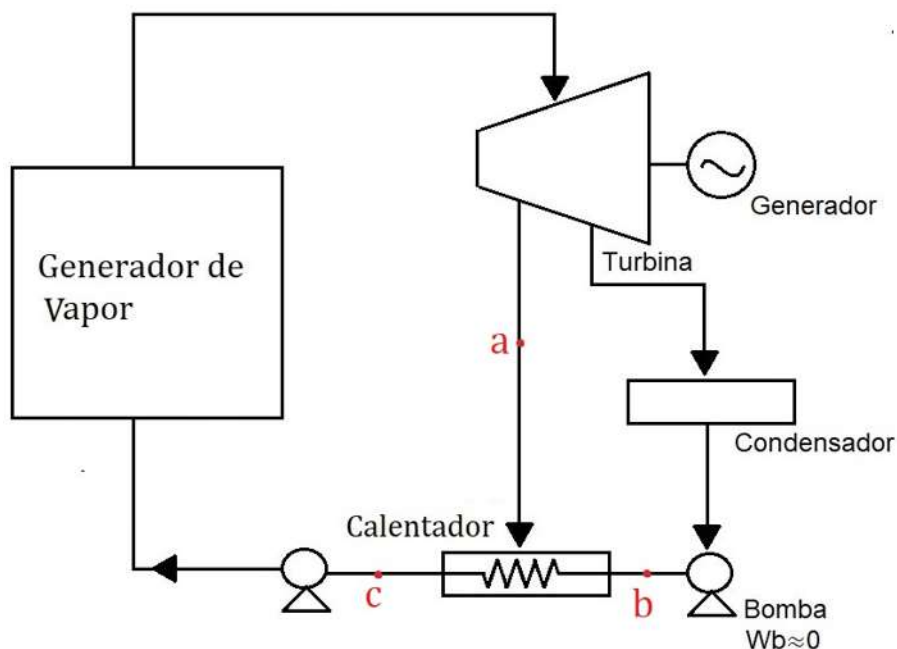 Generador
Turbina
Generador de
Vapor
a
Condensador
Calentador
c
b
Bomba
Wb≈0